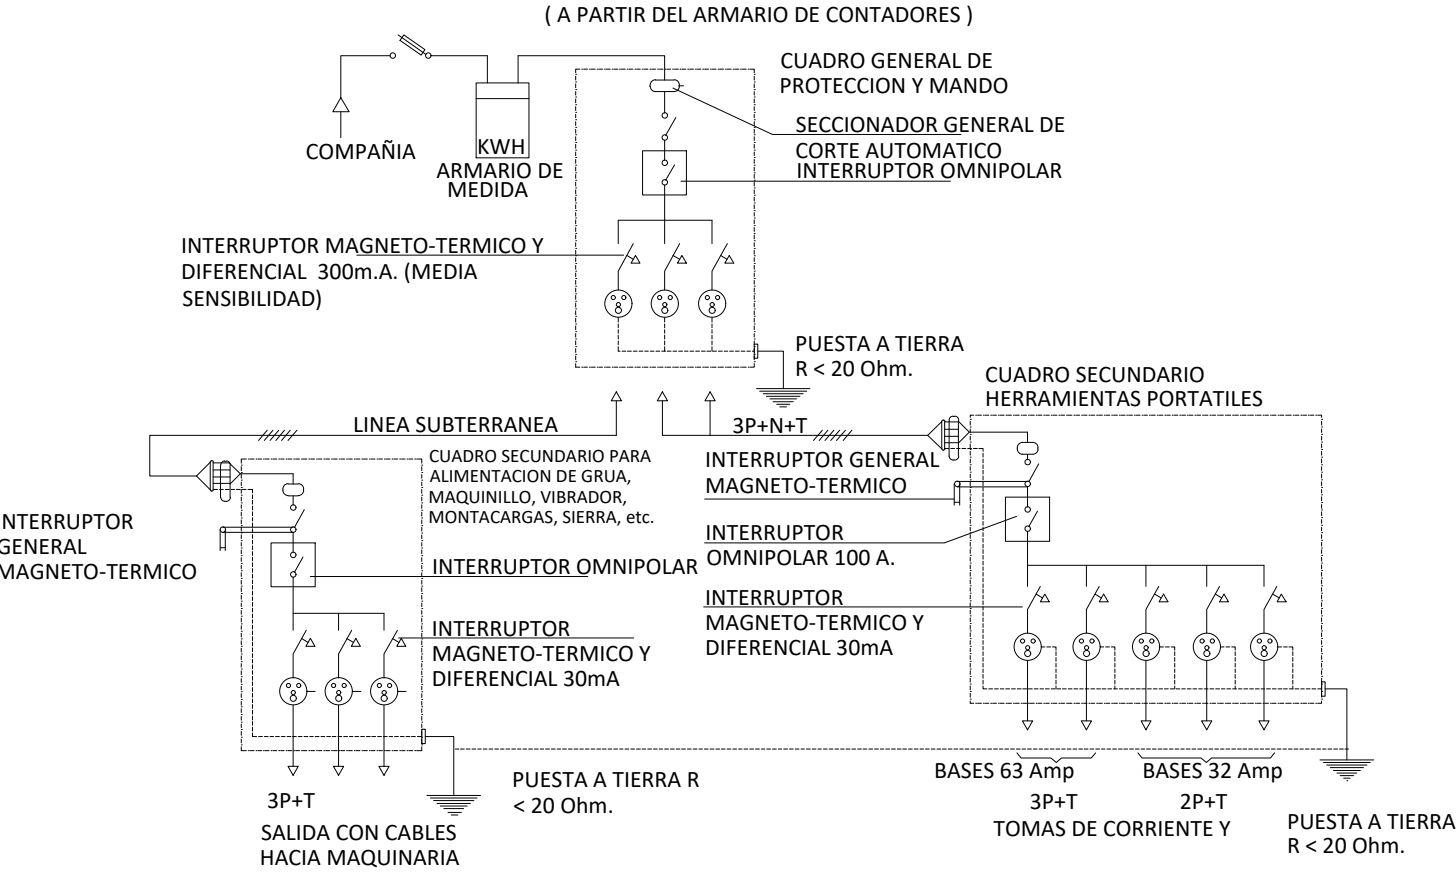 ( A PARTIR DEL ARMARIO DE CONTADORES )
CUADRO GENERAL DE
PROTECCION Y MANDO
SECCIONADOR GENERAL DE
CORTE AUTOMATICO
INTERRUPTOR OMNIPOLAR
COMPAÑIA
KWH
ARMARIO DE
MEDIDA
INTERRUPTOR MAGNETO-TERMICO Y
DIFERENCIAL 300m.A. (MEDIA
SENSIBILIDAD)
PUESTA A TIERRA
R < 20 Ohm.
CUADRO SECUNDARIO
HERRAMIENTAS PORTATILES
LINEA SUBTERRANEA
3P+N+T
CUADRO SECUNDARIO PARA
ALIMENTACION DE GRUA,
MAQUINILLO, VIBRADOR,
MONTACARGAS, SIERRA, etc.
INTERRUPTOR GENERAL
MAGNETO-TERMICO
INTERRUPTOR
GENERAL
MAGNETO-TERMICO
INTERRUPTOR
OMNIPOLAR 100 A.
INTERRUPTOR OMNIPOLAR
INTERRUPTOR
MAGNETO-TERMICO Y
DIFERENCIAL 30mA
INTERRUPTOR
MAGNETO-TERMICO Y
DIFERENCIAL 30mA
3P+T
SALIDA CON CABLES
HACIA MAQUINARIA
PUESTA A TIERRA R
< 20 Ohm.
BASES 63 Amp
3P+T
BASES 32 Amp
2P+T
TOMAS DE CORRIENTE Y
PUESTA A TIERRA
R < 20 Ohm.